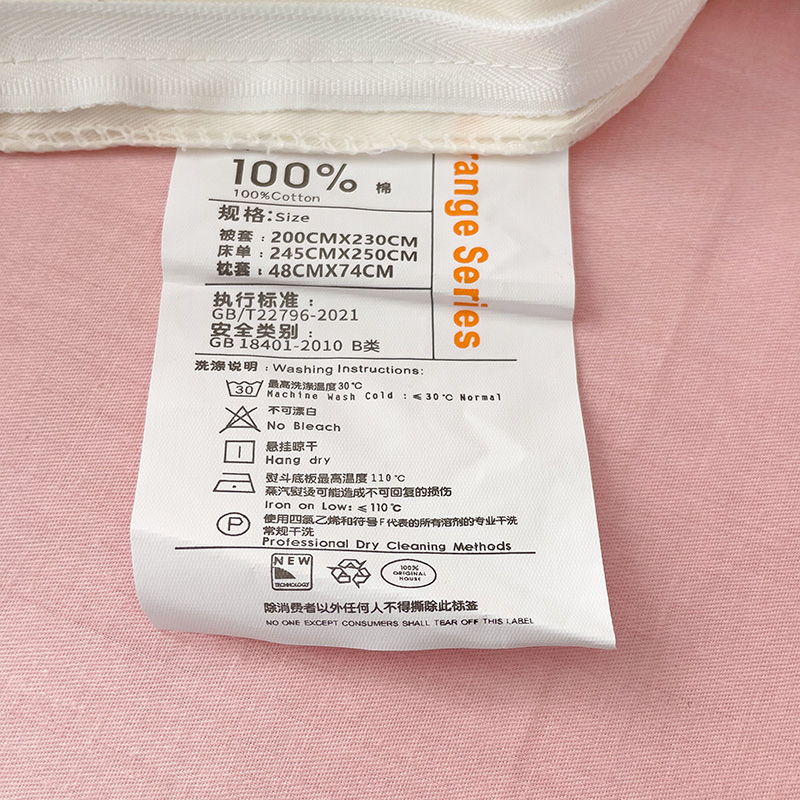 100% 棉
100%Cotton
规格:Size
被套：200CMX230CM
床单：245CMX250CM
枕套：48CMX74CM
执行标准：
GB/T22796-2021
安全类别：
GB 18401-2010 B类
range Series
洗涤说明：Washing Instructions:
30 最高洗涤温度30℃
Machine Wash Cold : ≤30℃ Normal
不可漂白
No Bleach
悬挂晾干
Hang dry
熨斗底板最高温度110℃
蒸汽熨烫可能造成不可回复的损伤
Iron on Low: ≤110℃
P 使用四氯乙烯和符号F代表的所有溶剂的专业干洗
常规干洗
Professional Dry Cleaning Methods
NEW
TECHNOLOGY
100%
ORIGINAL
HOUSE
除消费者以外任何人不得撕除此标签
NO ONE EXCEPT CONSUMERS SHALL TEAR OFF THIS LABEL